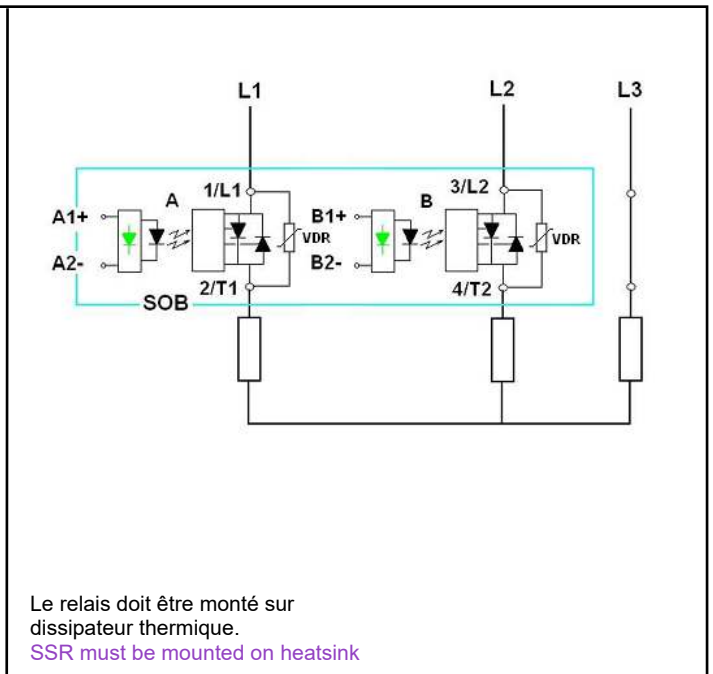 L1 L2 L3
A 1/L1 B 3/L2
A1+ B1+
VDR VDR
A2- B2-
2/T1 4/T2
SOB
Le relais doit être monté sur
dissipateur thermique.
SSR must be mounted on heatsink